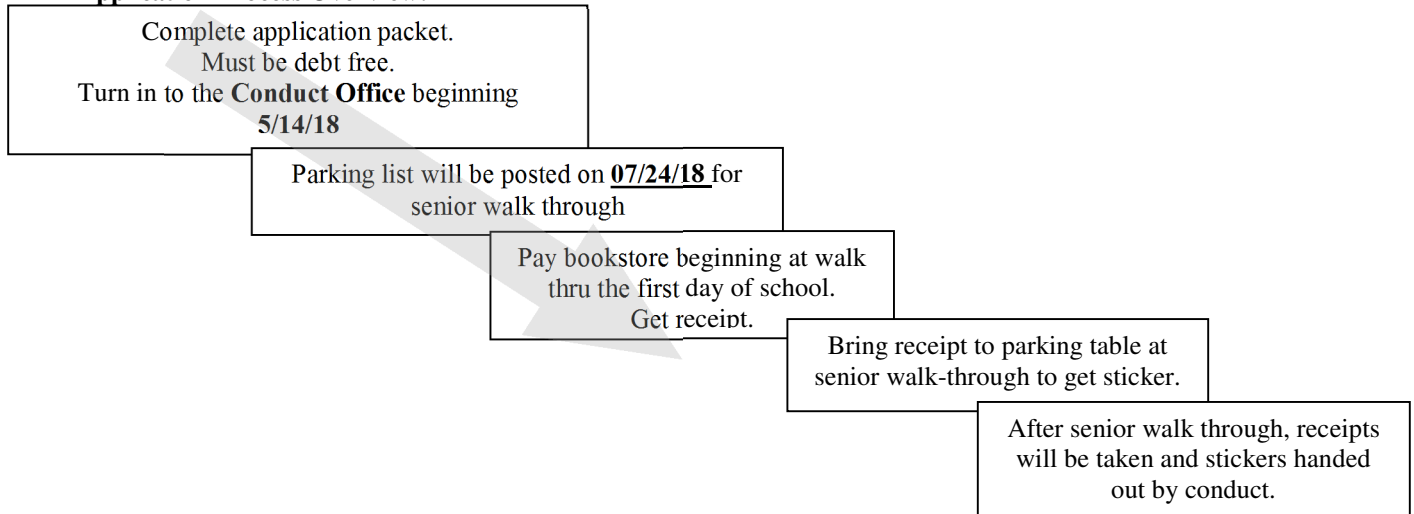 Complete application packet.
Must be debt free.
Turn in to the Conduct Office beginning
5/14/18
Parking list will be posted on 07/24/18 for
senior walk through
Pay bookstore beginning at walk
thru the first day of school.
Get receipt.
Bring receipt to parking table at
senior walk-through to get sticker.
After senior walk through, receipts
will be taken and stickers handed
out by conduct.